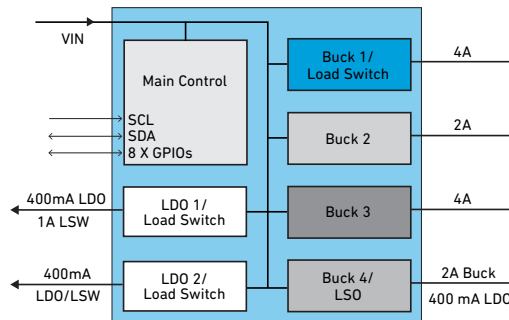 VIN
Main Control
SCL
SDA
8 X GPIOs
400mA LDO
1A LSW
LDO 1/
Load Switch
400mA
LDO/LSW
LDO 2/
Load Switch
Buck 1/
Load Switch
4A
Buck 2
2A
Buck 3
4A
Buck 4/
LSO
2A Buck
400 mA LDO